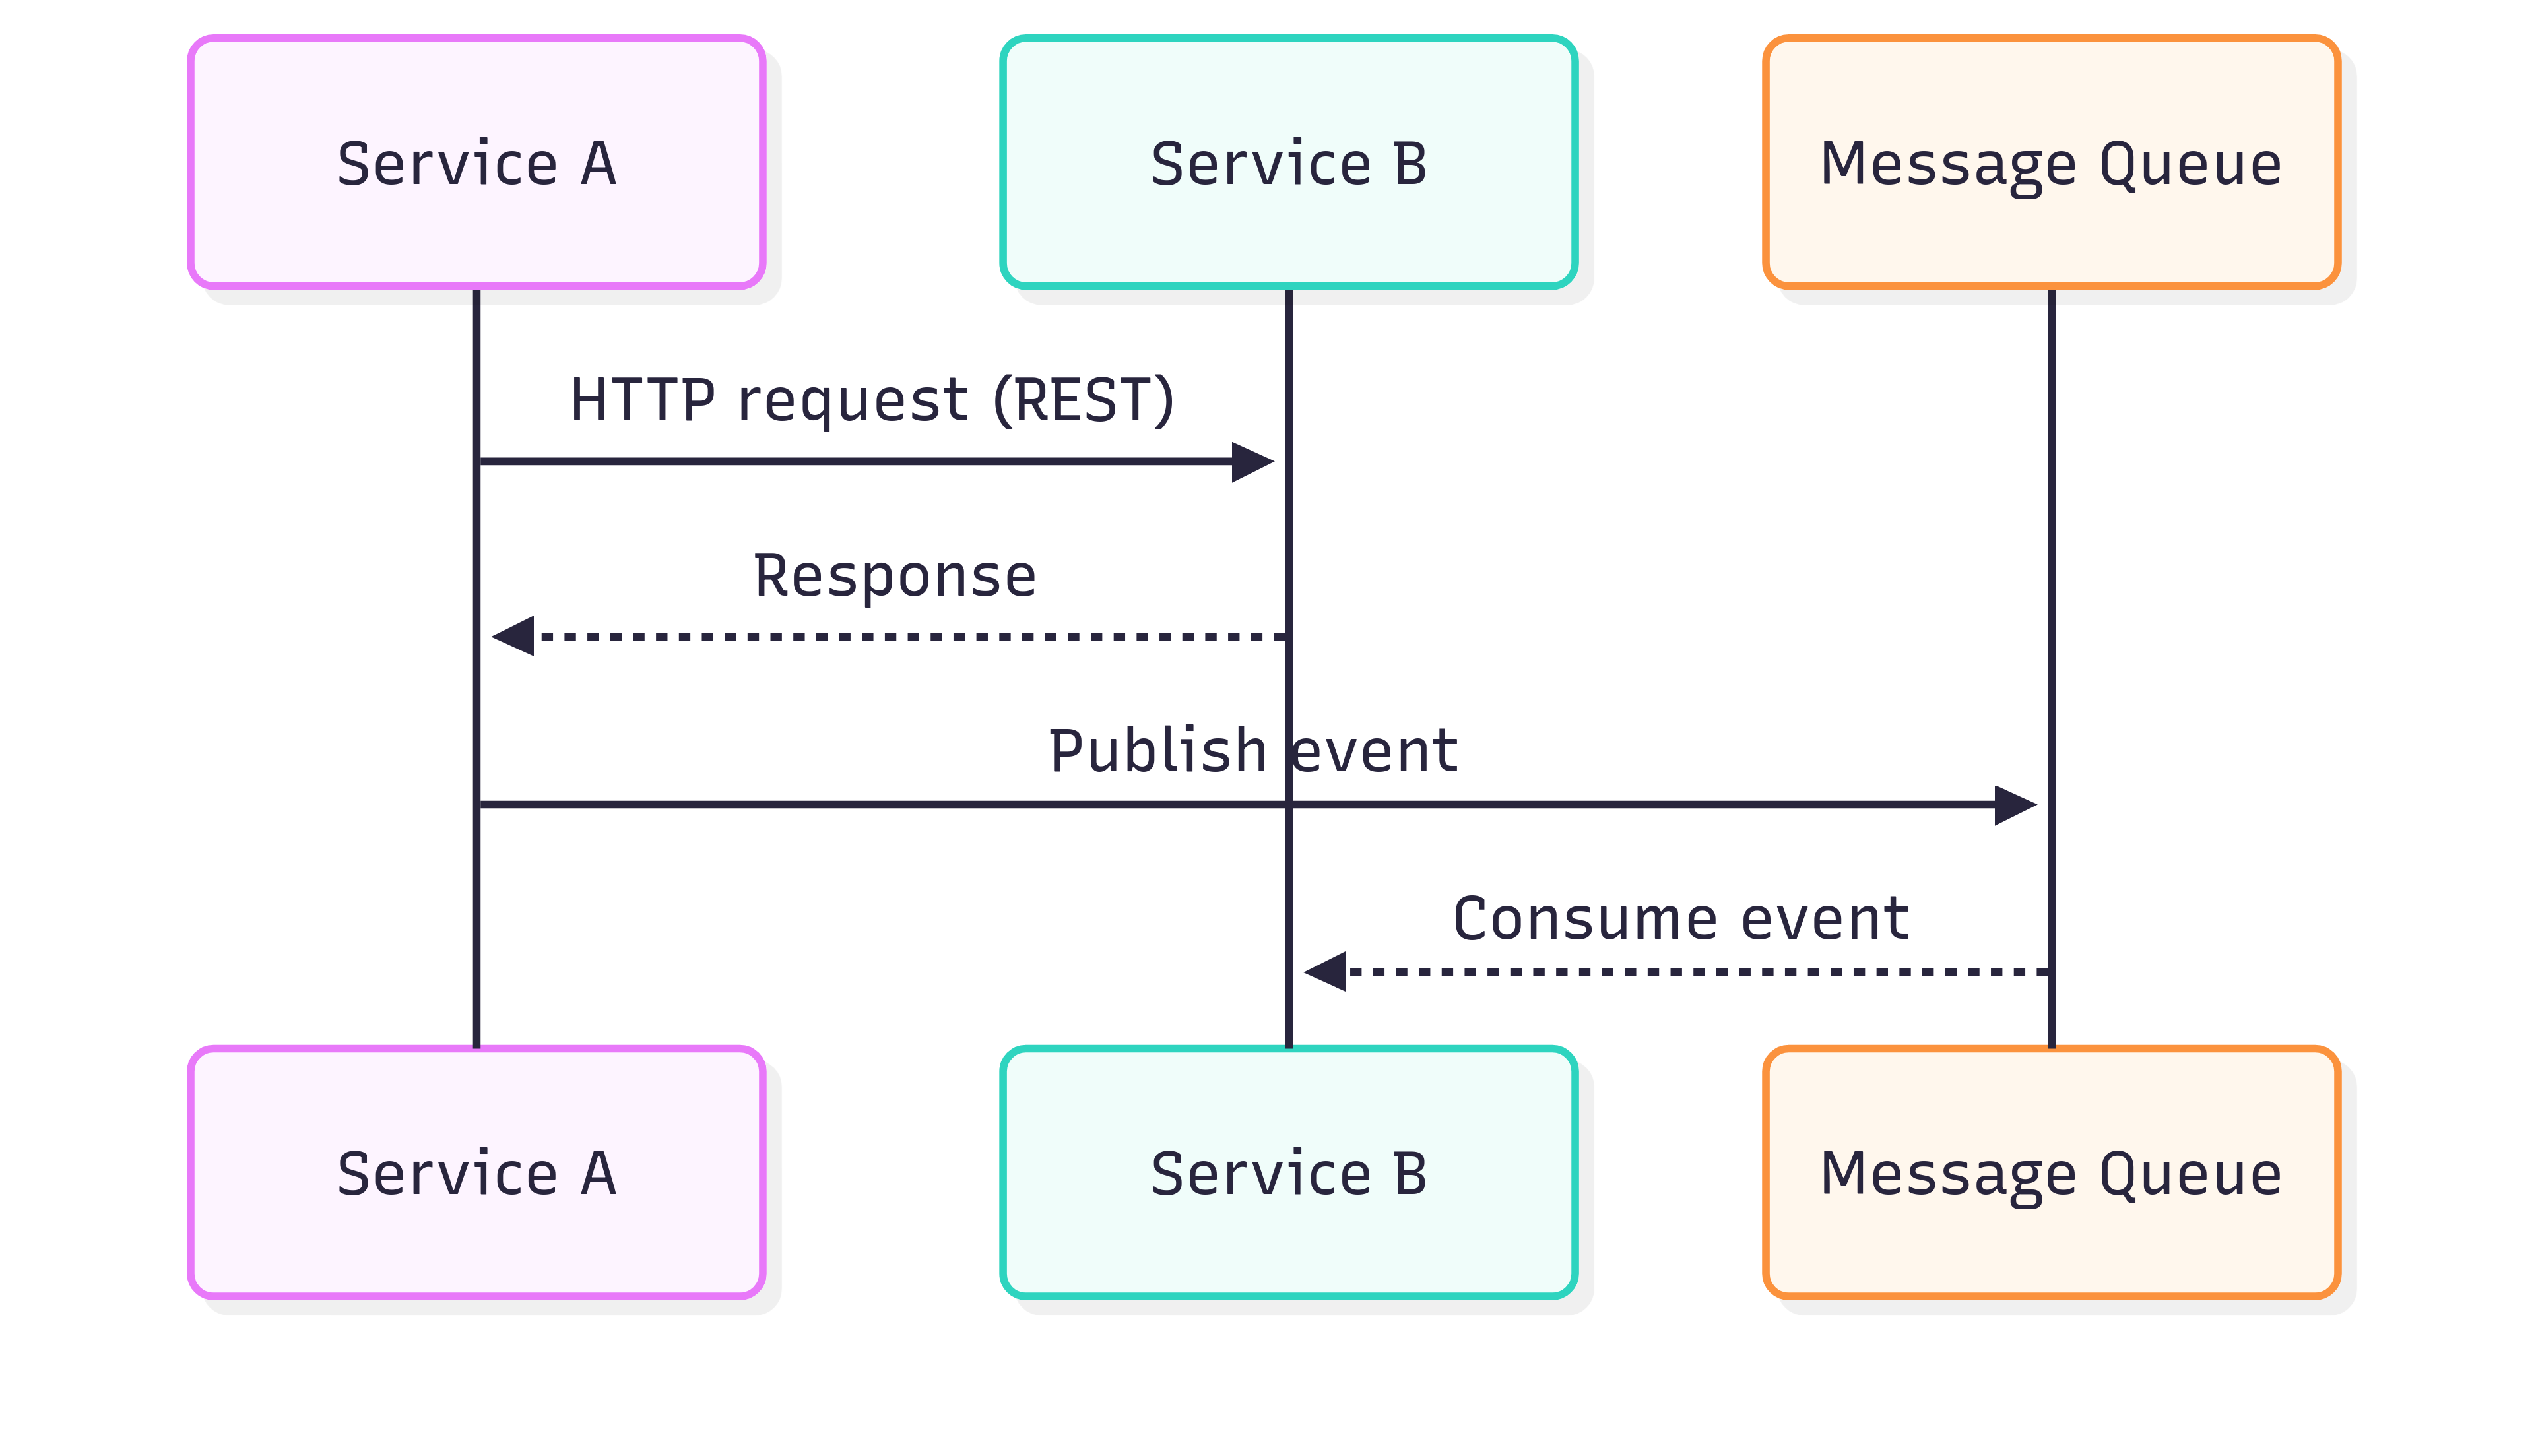 Service A
Service B
Message Queue
HTTP request (REST)
Response
Publish event
Consume event
Service A
Service B
Message Queue